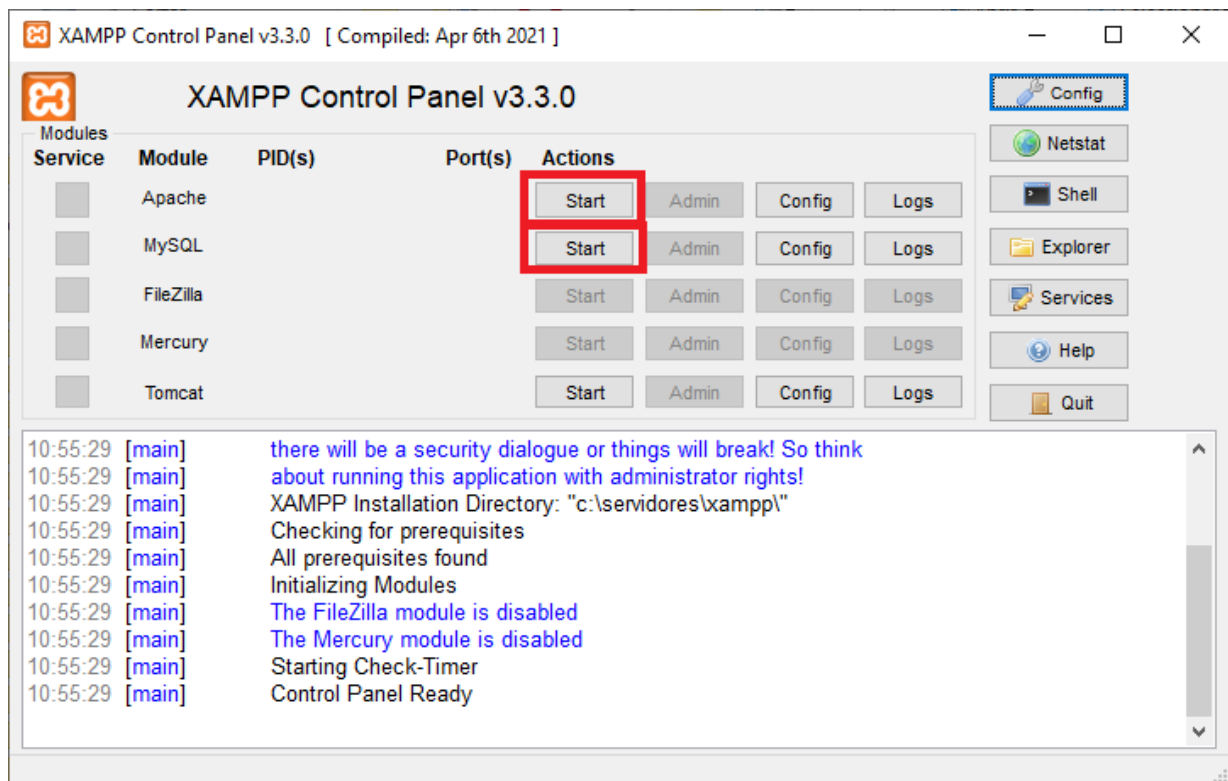 XAMPP Control Panel v3.3.0 [ Compiled: Apr 6th 2021 ]
XAMPP Control Panel v3.3.0
Config
Modules
Service Module PID(s) Port(s) Actions
Netstat
Apache Start Admin Config Logs
Shell
MySQL Start Admin Config Logs
Explorer
FileZilla Start Admin Config Logs
Services
Mercury Start Admin Config Logs
Help
Tomcat Start Admin Config Logs
Quit
10:55:29 [main] there will be a security dialogue or things will break! So think
10:55:29 [main] about running this application with administrator rights!
10:55:29 [main] XAMPP Installation Directory: "c:\servidores\xampp\"
10:55:29 [main] Checking for prerequisites
10:55:29 [main] All prerequisites found
10:55:29 [main] Initializing Modules
10:55:29 [main] The FileZilla module is disabled
10:55:29 [main] The Mercury module is disabled
10:55:29 [main] Starting Check-Timer
10:55:29 [main] Control Panel Ready